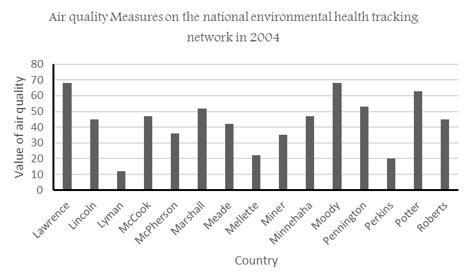 Air quality Measures on the national environmental health tracking
network in 2004
Value of air quality
80
70
60
50
40
30
20
10
0
Lawrence
Lincoln
Lyman
McCook
McPherson
Marshall
Meade
Mellette
Miner
Minnehaha
Moody
Pennington
Perkins
Potter
Roberts
Country